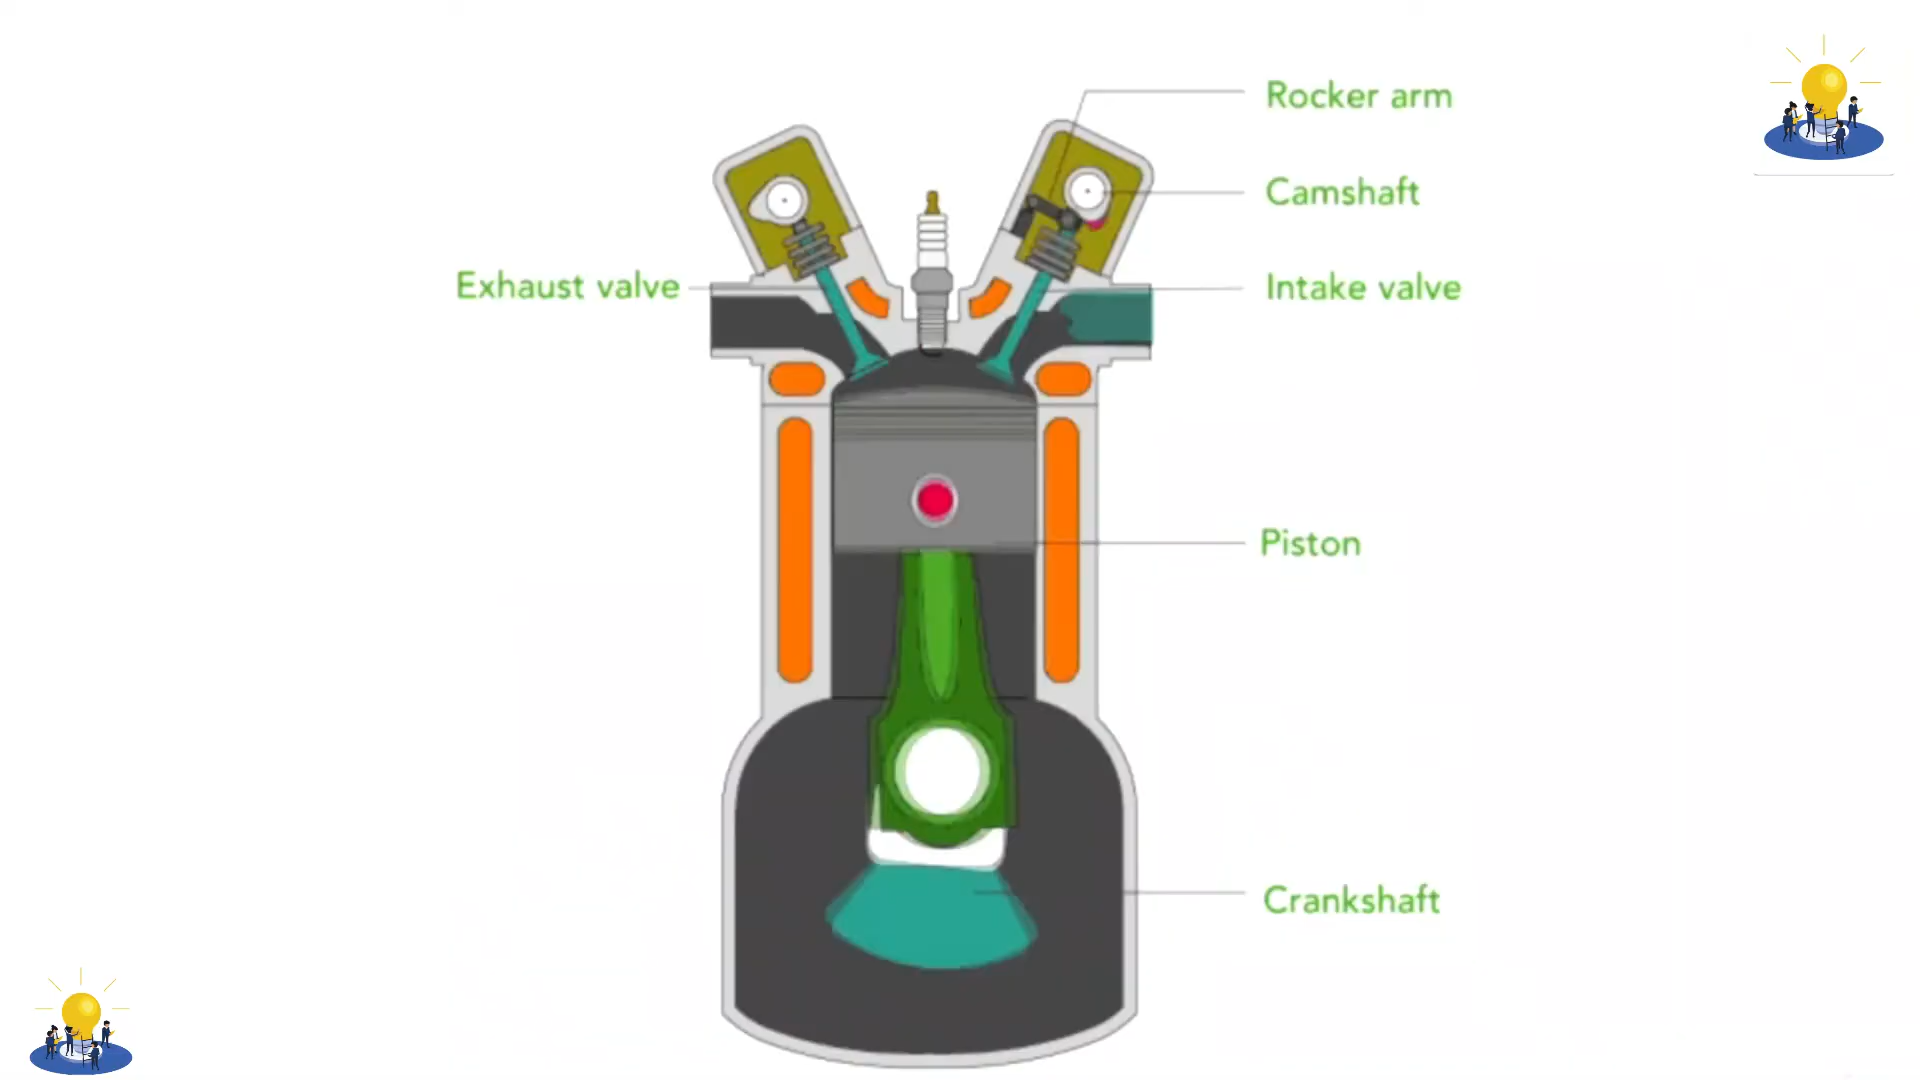 Rocker arm
Camshaft
Exhaust valve
Intake valve
Piston
Crankshaft